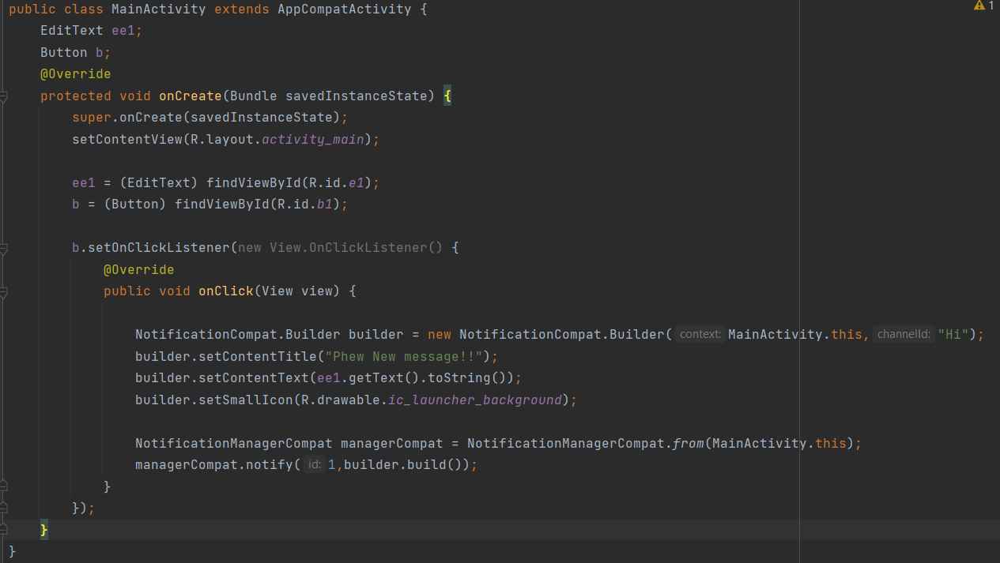 public class MainActivity extends AppCompatActivity {
1
    EditText ee1;
    Button b;
    @Override
    protected void onCreate(Bundle savedInstanceState) {
        super.onCreate(savedInstanceState);
        setContentView(R.layout.activity_main);
        ee1 = (EditText) findViewById(R.id.e1);
        b = (Button) findViewById(R.id.b1);
        b.setOnClickListener(new View.OnClickListener() {
            @Override
            public void onClick(View view) {
                NotificationCompat.Builder builder = new NotificationCompat.Builder( context: MainActivity.this, channelId: "Hi");
                builder.setContentTitle("Phew New message!!");
                builder.setContentText(ee1.getText().toString());
                builder.setSmallIcon(R.drawable.ic_launcher_background);
                NotificationManagerCompat managerCompat = NotificationManagerCompat.from(MainActivity.this);
                managerCompat.notify( id: 1,builder.build());
            }
        });
    }
}